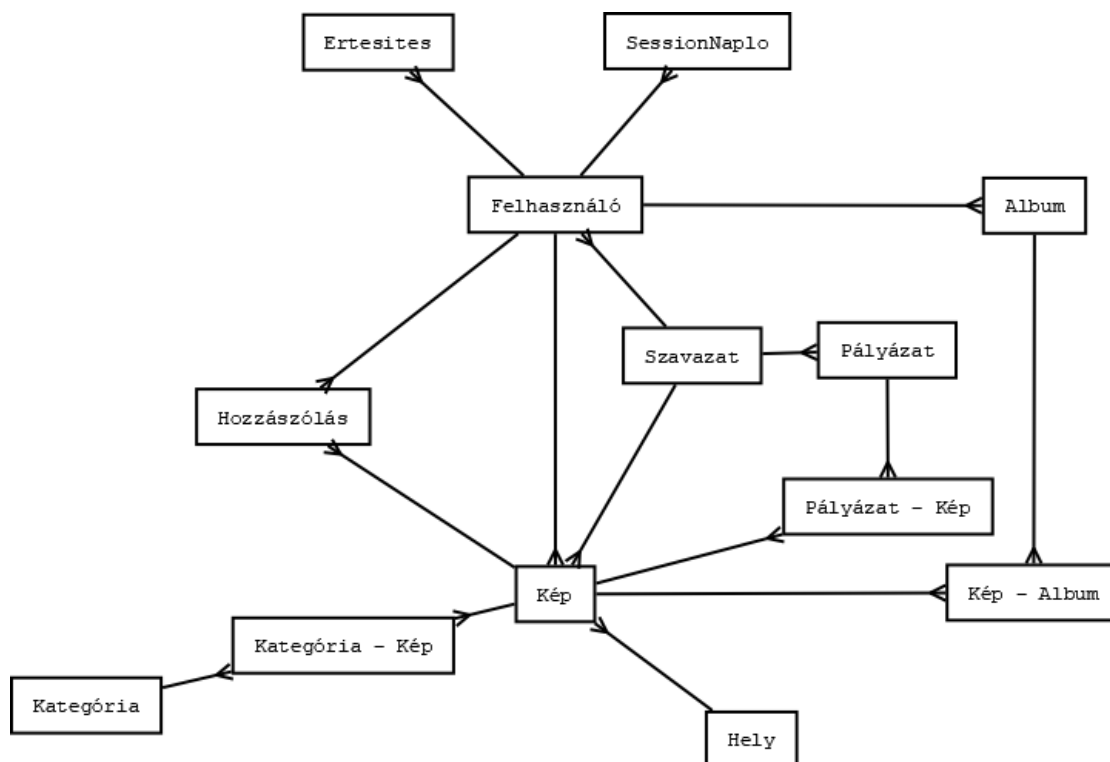 Ertesites
SessionNaplo
Felhasználó
Album
Szavazat
Pályázat
Hozzászólás
Pályázat - Kép
Kép
Kép - Album
Kategória - Kép
Kategória
Hely